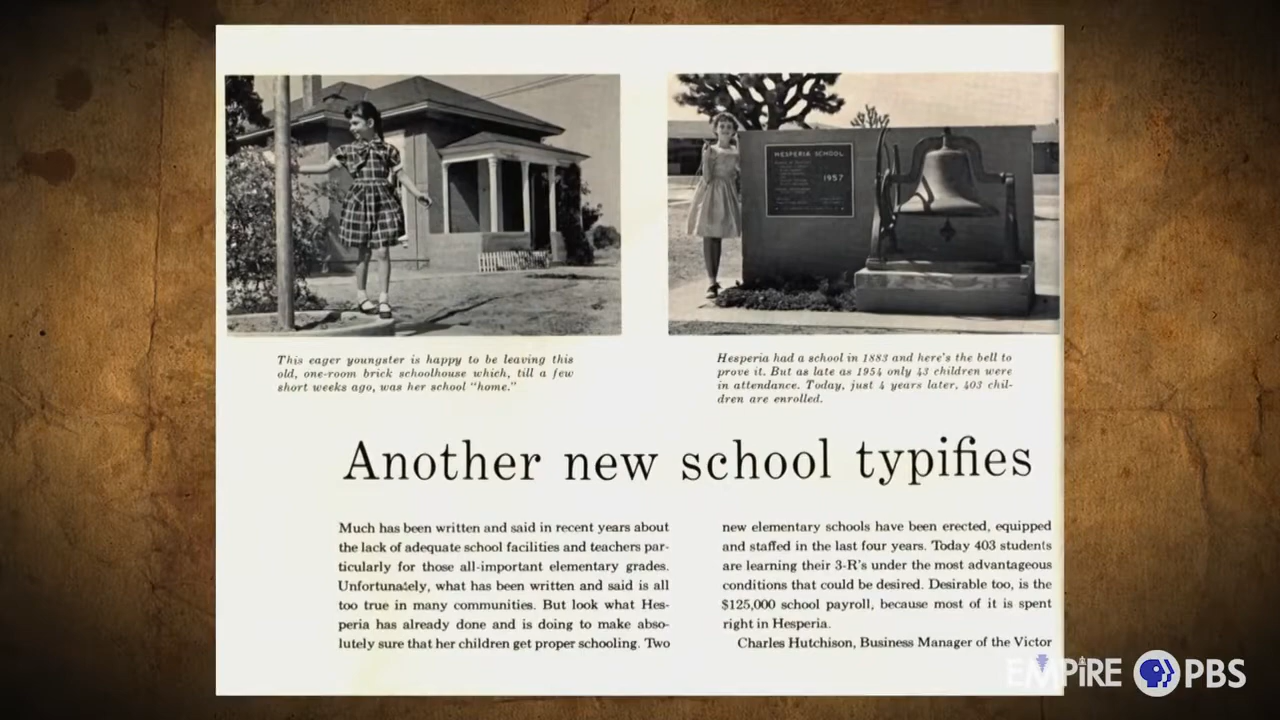 HESPERIA SCHOOL
1957
This eager youngster is happy to be leaving this
old, one-room brick schoolhouse which, till a few
short weeks ago, was her school "home."
Hesperia had a school in 1883 and here's the bell to
prove it. But as late as 1954 only 43 children were
in attendance. Today, just 4 years later, 403 chil-
dren are enrolled.
Another new school typifies
Much has been written and said in recent years about
the lack of adequate school facilities and teachers par-
ticularly for those all-important elementary grades.
Unfortunately, what has been written and said is all
too true in many communities. But look what Hes-
peria has already done and is doing to make abso-
lutely sure that her children get proper schooling. Two
new elementary schools have been erected, equipped
and staffed in the last four years. Today 403 students
are learning their 3-R's under the most advantageous
conditions that could be desired. Desirable too, is the
$125,000 school payroll, because most of it is spent
right in Hesperia.
Charles Hutchison, Business Manager of the Victor
EMPIRE PBS